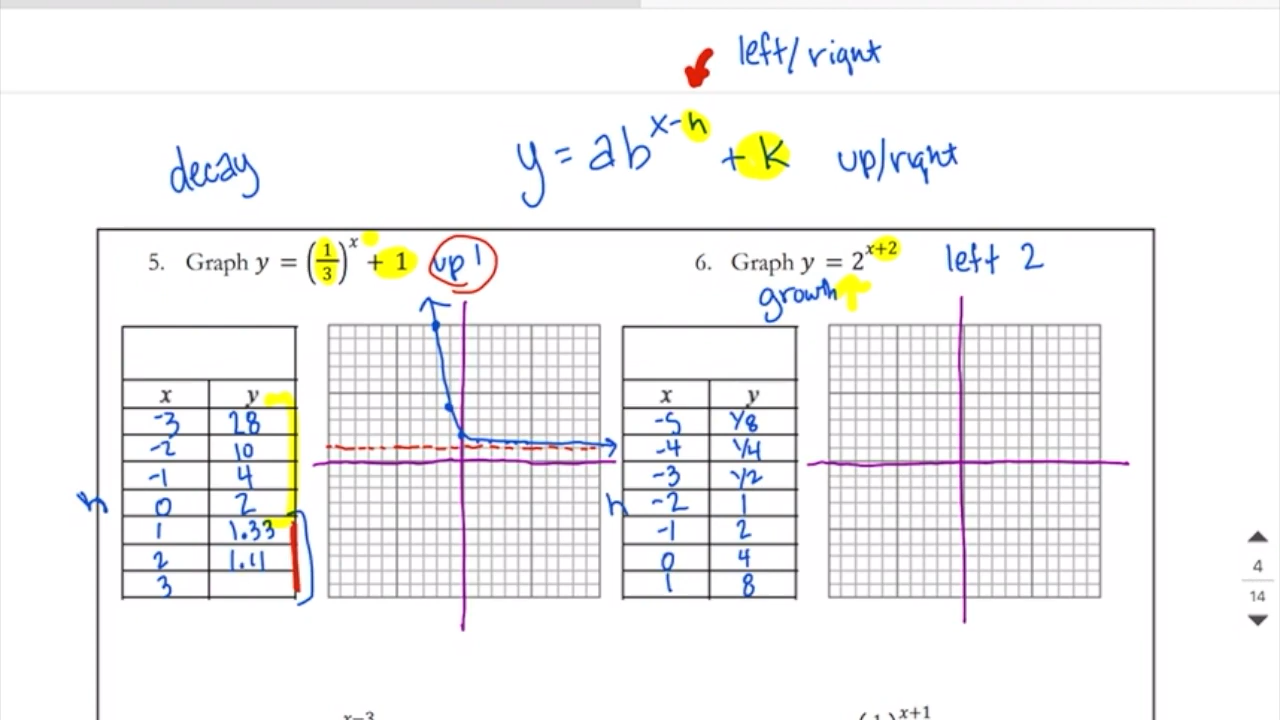 left/right
decay
y = ab^{x-h} + k up/right
5. Graph y = (1/3)^x + 1 up 1
6. Graph y = 2^{x+2} left 2
growth
x y
-3 28
-2 10
-1 4
h 0 2
1 1.33
2 1.11
3
x y
-5 1/8
-4 1/4
-3 1/2
h -2 1
-1 2
0 4
1 8
4
14
x−3
x+1